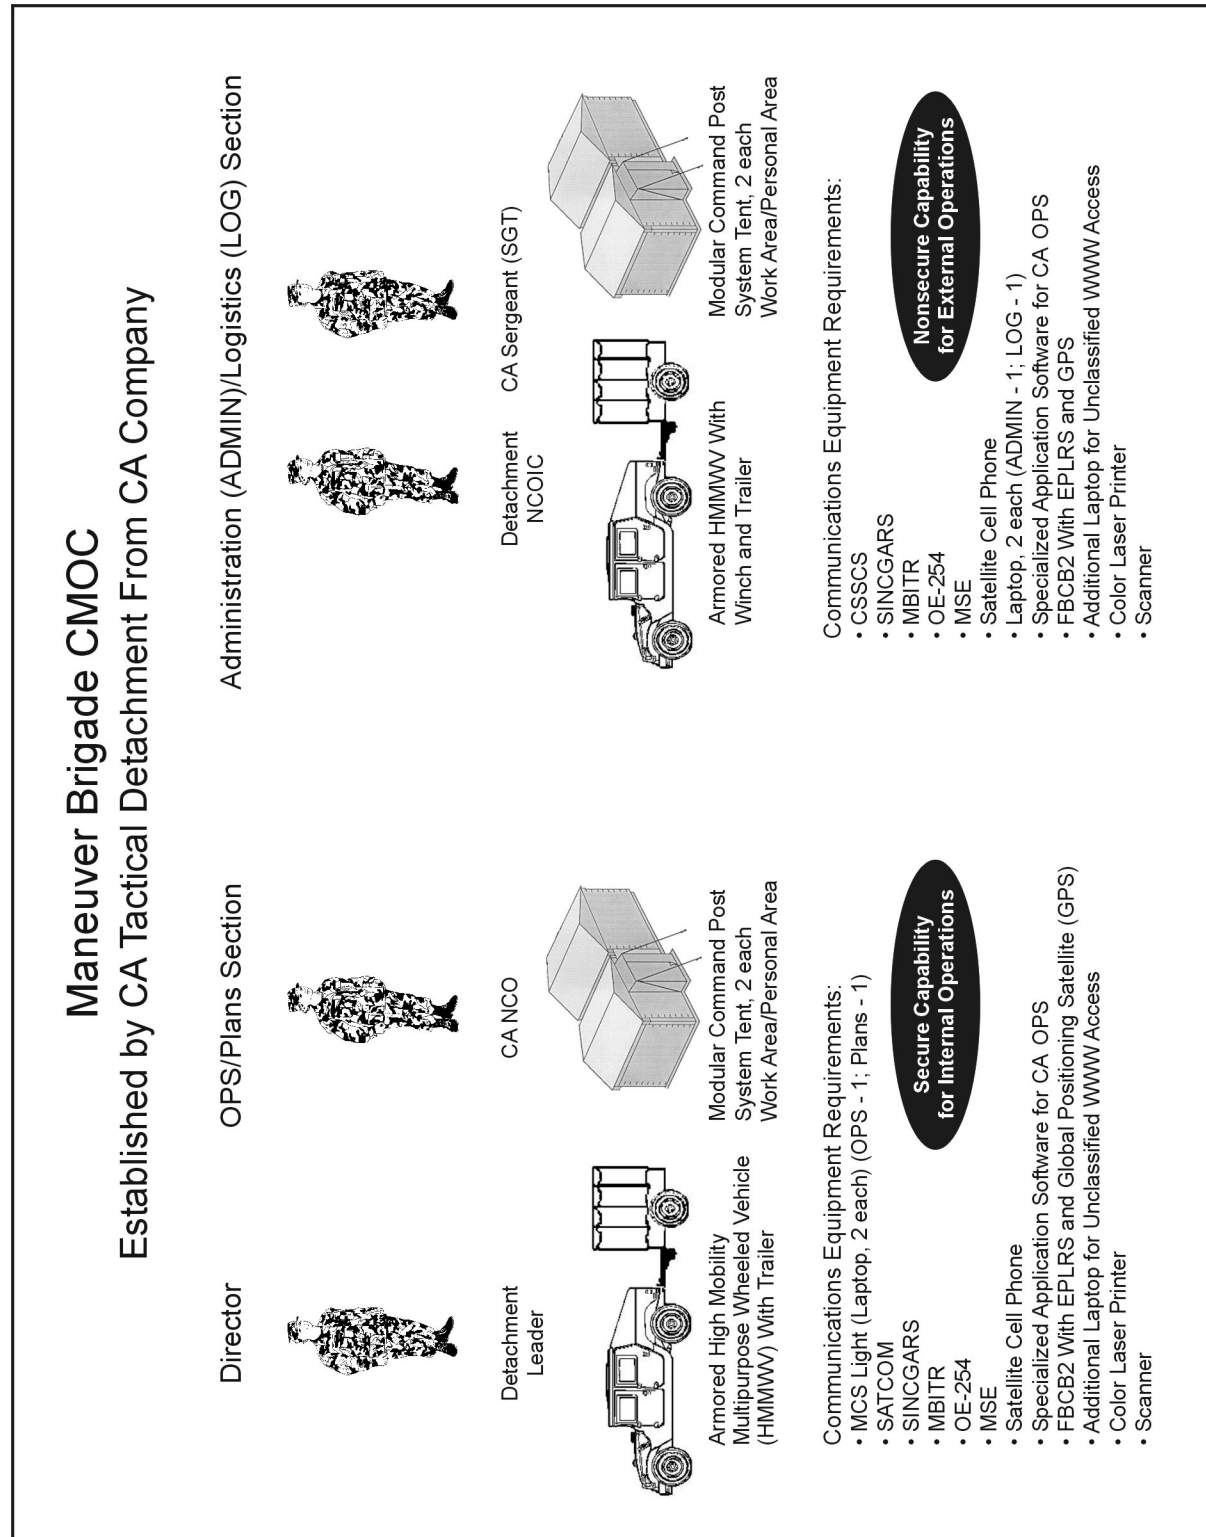 Maneuver Brigade CMOC
Established by CA Tactical Detachment From CA Company
Director
OPS/Plans Section
Administration (ADMIN)/Logistics (LOG) Section
Detachment
Leader
CA NCO
Detachment
NCOIC
CA Sergeant (SGT)
Armored High Mobility
Multipurpose Wheeled Vehicle
(HMMWV) With Trailer
Modular Command Post
System Tent, 2 each
Work Area/Personal Area
Armored HMMWV With
Winch and Trailer
Modular Command Post
System Tent, 2 each
Work Area/Personal Area
Communications Equipment Requirements:
• MCS Light (Laptop, 2 each) (OPS - 1; Plans - 1)
• SATCOM
• SINCGARS
• MBITR
• OE-254
• MSE
• Satellite Cell Phone
• Specialized Application Software for CA OPS
• FBCB2 With EPLRS and Global Positioning Satellite (GPS)
• Additional Laptop for Unclassified WWW Access
• Color Laser Printer
• Scanner
Secure Capability
for Internal Operations
Communications Equipment Requirements:
• CSSCS
• SINCGARS
• MBITR
• OE-254
• MSE
• Satellite Cell Phone
• Laptop, 2 each (ADMIN - 1; LOG - 1)
• Specialized Application Software for CA OPS
• FBCB2 With EPLRS and GPS
• Additional Laptop for Unclassified WWW Access
• Color Laser Printer
• Scanner
Nonsecure Capability
for External Operations